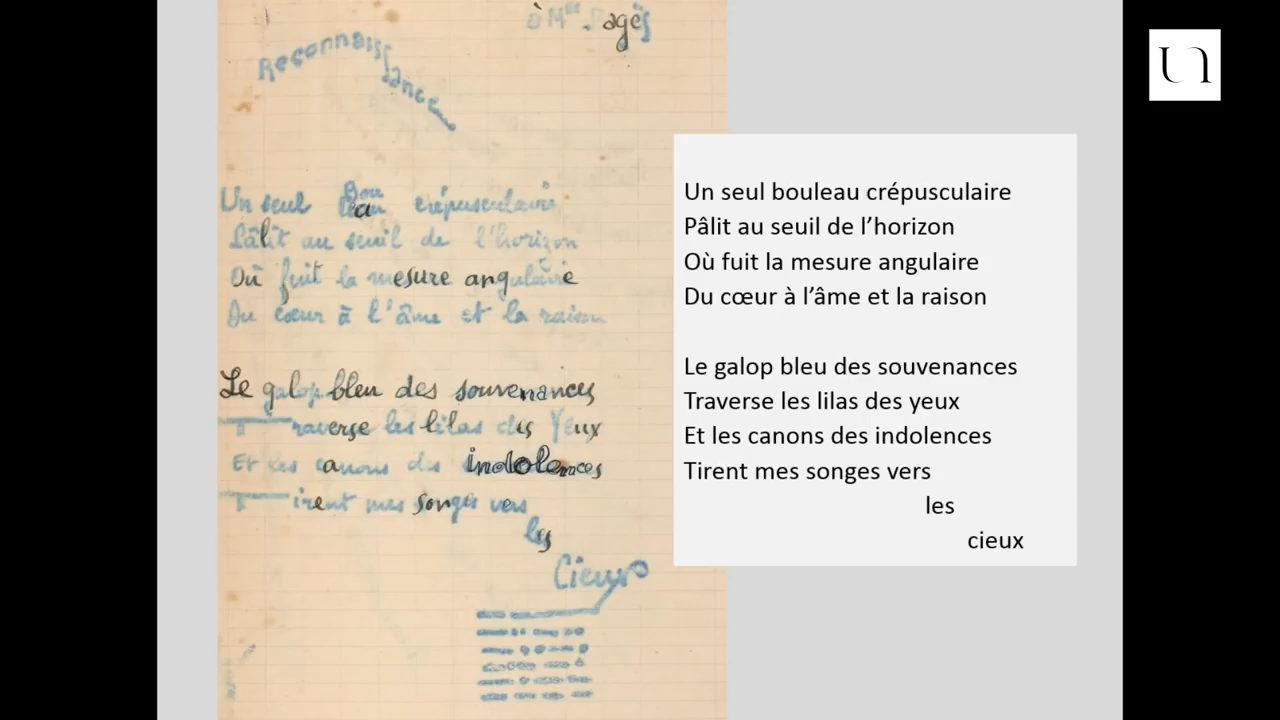 à Mlle Pagès
Reconnaissance
Un seul Bou
leau crépusculaire
Pâlit au seuil de l'horizon
Où fuit la mesure angulaire
Du cœur à l'âme et la raison
Le galop bleu des souvenances
Traverse les lilas des Yeux
Et les canons des indolences
Tirent mes songes vers
les
Cieux
Un seul bouleau crépusculaire
Pâlit au seuil de l’horizon
Où fuit la mesure angulaire
Du cœur à l’âme et la raison
Le galop bleu des souvenances
Traverse les lilas des yeux
Et les canons des indolences
Tirent mes songes vers
les
cieux